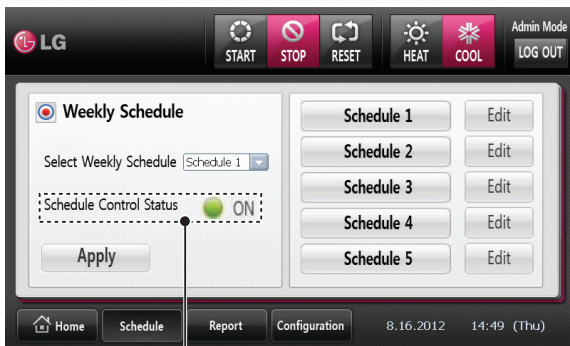 LG
START STOP RESET HEAT COOL
Admin Mode
LOG OUT
Weekly Schedule
Select Weekly Schedule Schedule 1
Schedule Control Status ON
Apply
Schedule 1 Edit
Schedule 2 Edit
Schedule 3 Edit
Schedule 4 Edit
Schedule 5 Edit
Home Schedule Report Configuration 8.16.2012 14:49 (Thu)